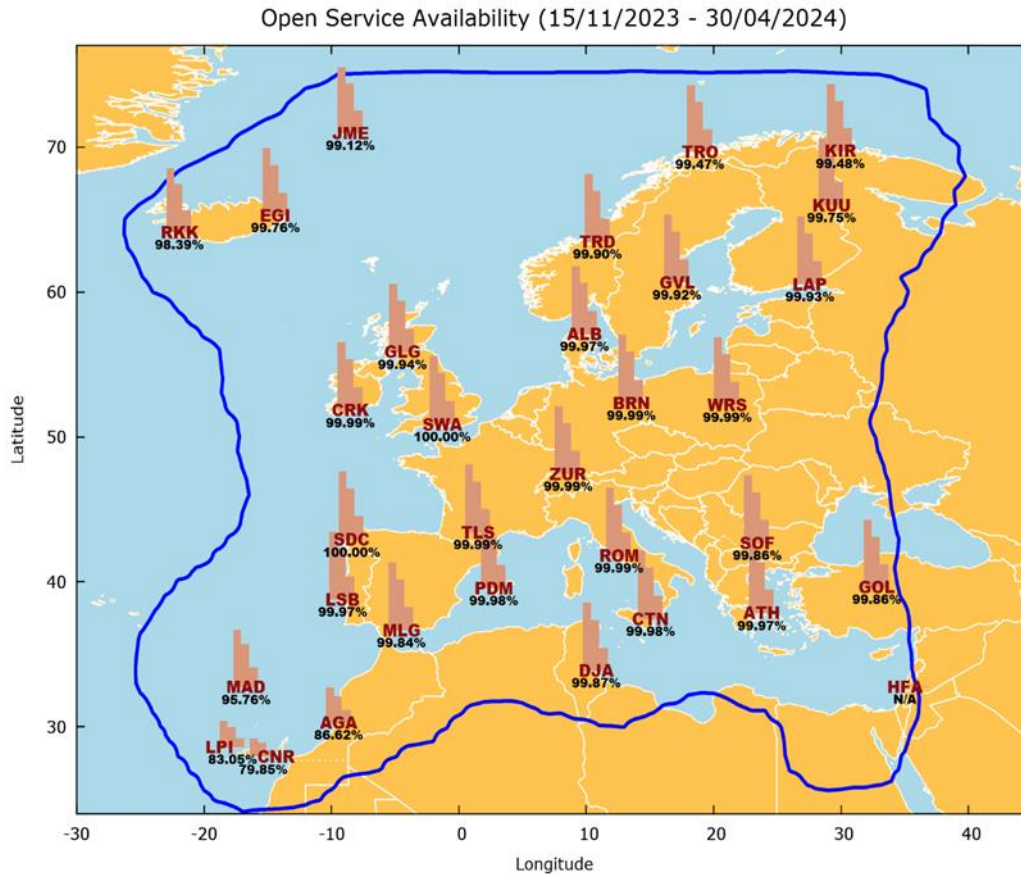 Open Service Availability (15/11/2023 - 30/04/2024)
Latitude
70
60
50
40
30
JME
99.12%
TRO
99.47%
KIR
99.48%
RKK
98.39%
EGI
99.76%
KUU
99.75%
TRD
99.90%
GVL
99.92%
LAP
99.93%
ALB
99.97%
GLG
99.94%
CRK
99.99%
SWA
100.00%
BRN
99.99%
WRS
99.99%
ZUR
99.99%
SDC
100.00%
TLS
99.99%
ROM
99.99%
SOF
99.86%
LSB
99.97%
PDM
99.98%
GOL
99.86%
MLG
99.84%
CTN
99.98%
ATH
99.97%
DJA
99.87%
MAD
95.76%
HFA
N/A
AGA
86.62%
LPI
83.05%
CNR
79.85%
-30 -20 -10 0 10 20 30 40
Longitude